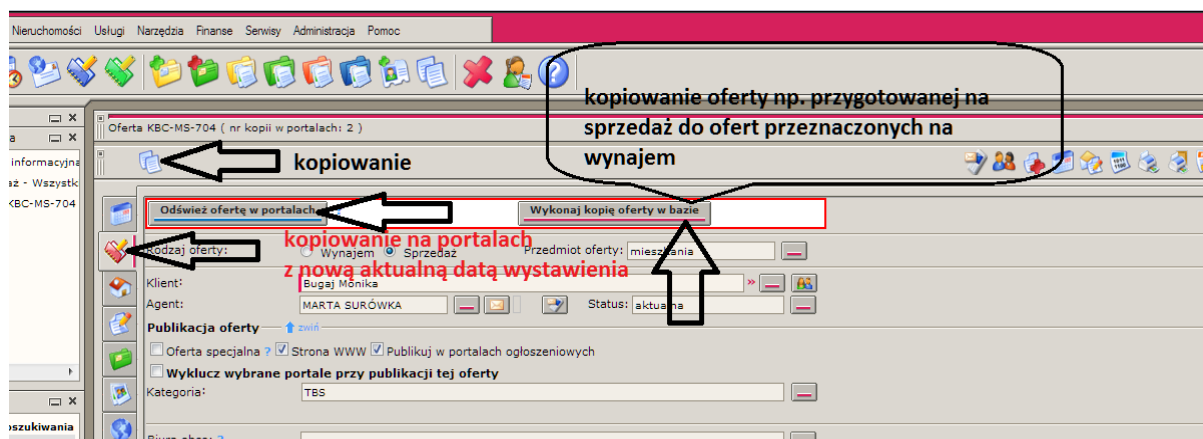 Nieruchomości Usługi Narzędzia Finanse Serwisy Administracja Pomoc
kopiowanie oferty np. przygotowanej na
sprzedaż do ofert przeznaczonych na
wynajem
Oferta KBC-MS-704 ( nr kopii w portalach: 2 )
kopiowanie
informacyjna
aż - Wszystk
KBC-MS-704
Odśwież ofertę w portalach
Wykonaj kopię oferty w bazie
kopiowanie na portalach
z nową aktualną datą wystawienia
Rodzaj oferty: Wynajem Sprzedaż Przedmiot oferty: mieszkania
Klient: Bugaj Monika »
Agent: MARTA SURÓWKA Status: aktualna
Publikacja oferty zwiń
Oferta specjalna ? Strona WWW Publikuj w portalach ogłoszeniowych
Wyklucz wybrane portale przy publikacji tej oferty
Kategoria: TBS
oszukiwania